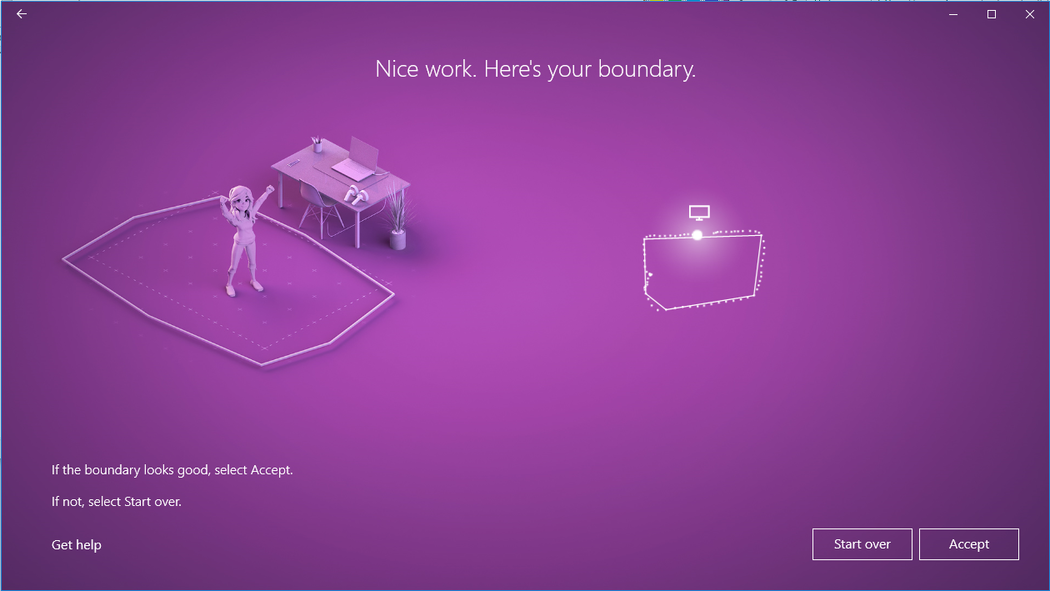 Nice work. Here's your boundary.
If the boundary looks good, select Accept.
If not, select Start over.
Get help
Start over
Accept